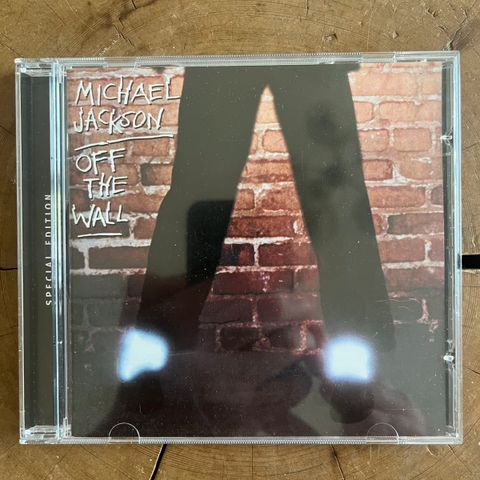 MICHAEL
JACKSON
OFF
THE
WALL
SPECIAL EDITION